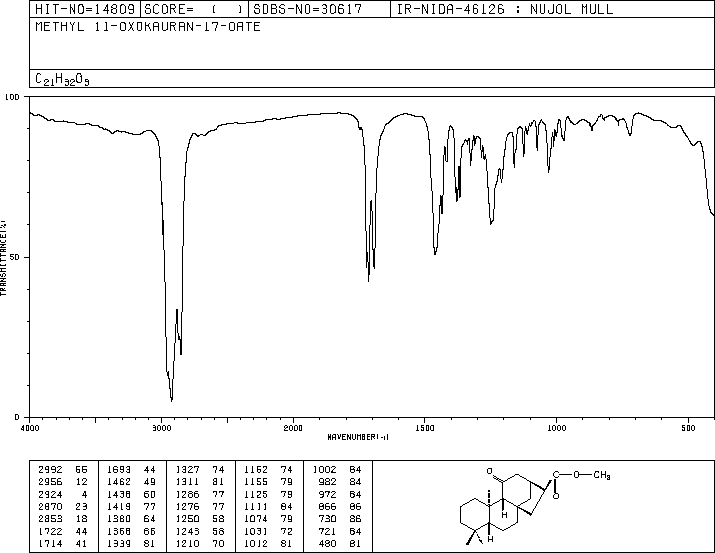 HIT-NO=14809 SCORE= ( ) SDBS-NO=30617 IR-NIDA-46126 : NUJOL MULL
METHYL 11-OXOKAURAN-17-OATE
C21H32O3
100
50
0
TRANSMITTANCE(%)
4000 3000 2000 1500 1000 500
WAVENUMBER(-1)
2992 66 1693 44 1327 74 1162 74 1002 84
2956 12 1462 49 1311 81 1155 79 982 84
2924 4 1438 60 1286 77 1125 79 972 84
2870 23 1419 77 1276 77 1111 84 866 86
2853 18 1380 64 1250 58 1074 79 730 86
1722 44 1368 66 1243 58 1031 72 721 84
1714 41 1339 81 1210 70 1012 81 480 81
O
C O CH3
O
H
H